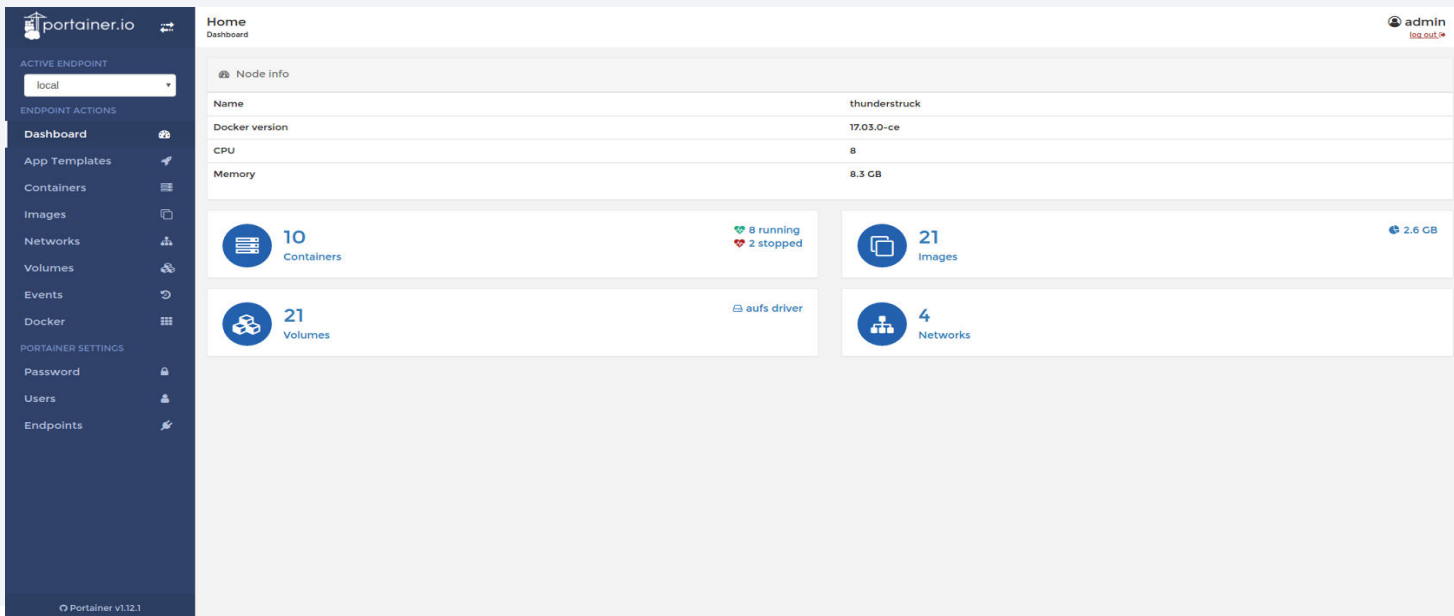 portainer.io
ACTIVE ENDPOINT
local
ENDPOINT ACTIONS
Dashboard
App Templates
Containers
Images
Networks
Volumes
Events
Docker
PORTAINER SETTINGS
Password
Users
Endpoints
Portainer v1.12.1
Home
Dashboard
admin
log out
Node info
Name thunderstruck
Docker version 17.03.0-ce
CPU 8
Memory 8.3 GB
10
Containers
8 running
2 stopped
21
Images
2.6 GB
21
Volumes
aufs driver
4
Networks